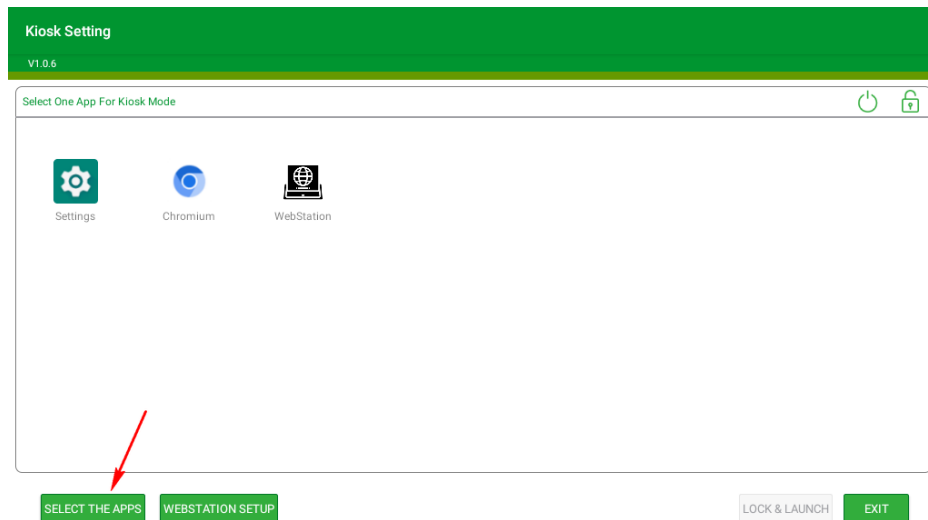 Kiosk Setting
V1.0.6
Select One App For Kiosk Mode
Settings Chromium WebStation
SELECT THE APPS WEBSTATION SETUP LOCK & LAUNCH EXIT